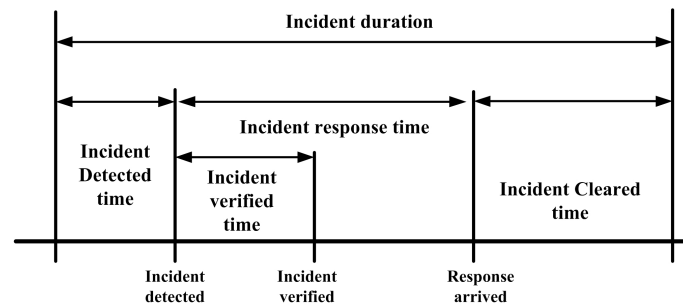 Incident duration
Incident response time
Incident
Detected
time
Incident
verified
time
Incident Cleared
time
Incident
detected
Incident
verified
Response
arrived